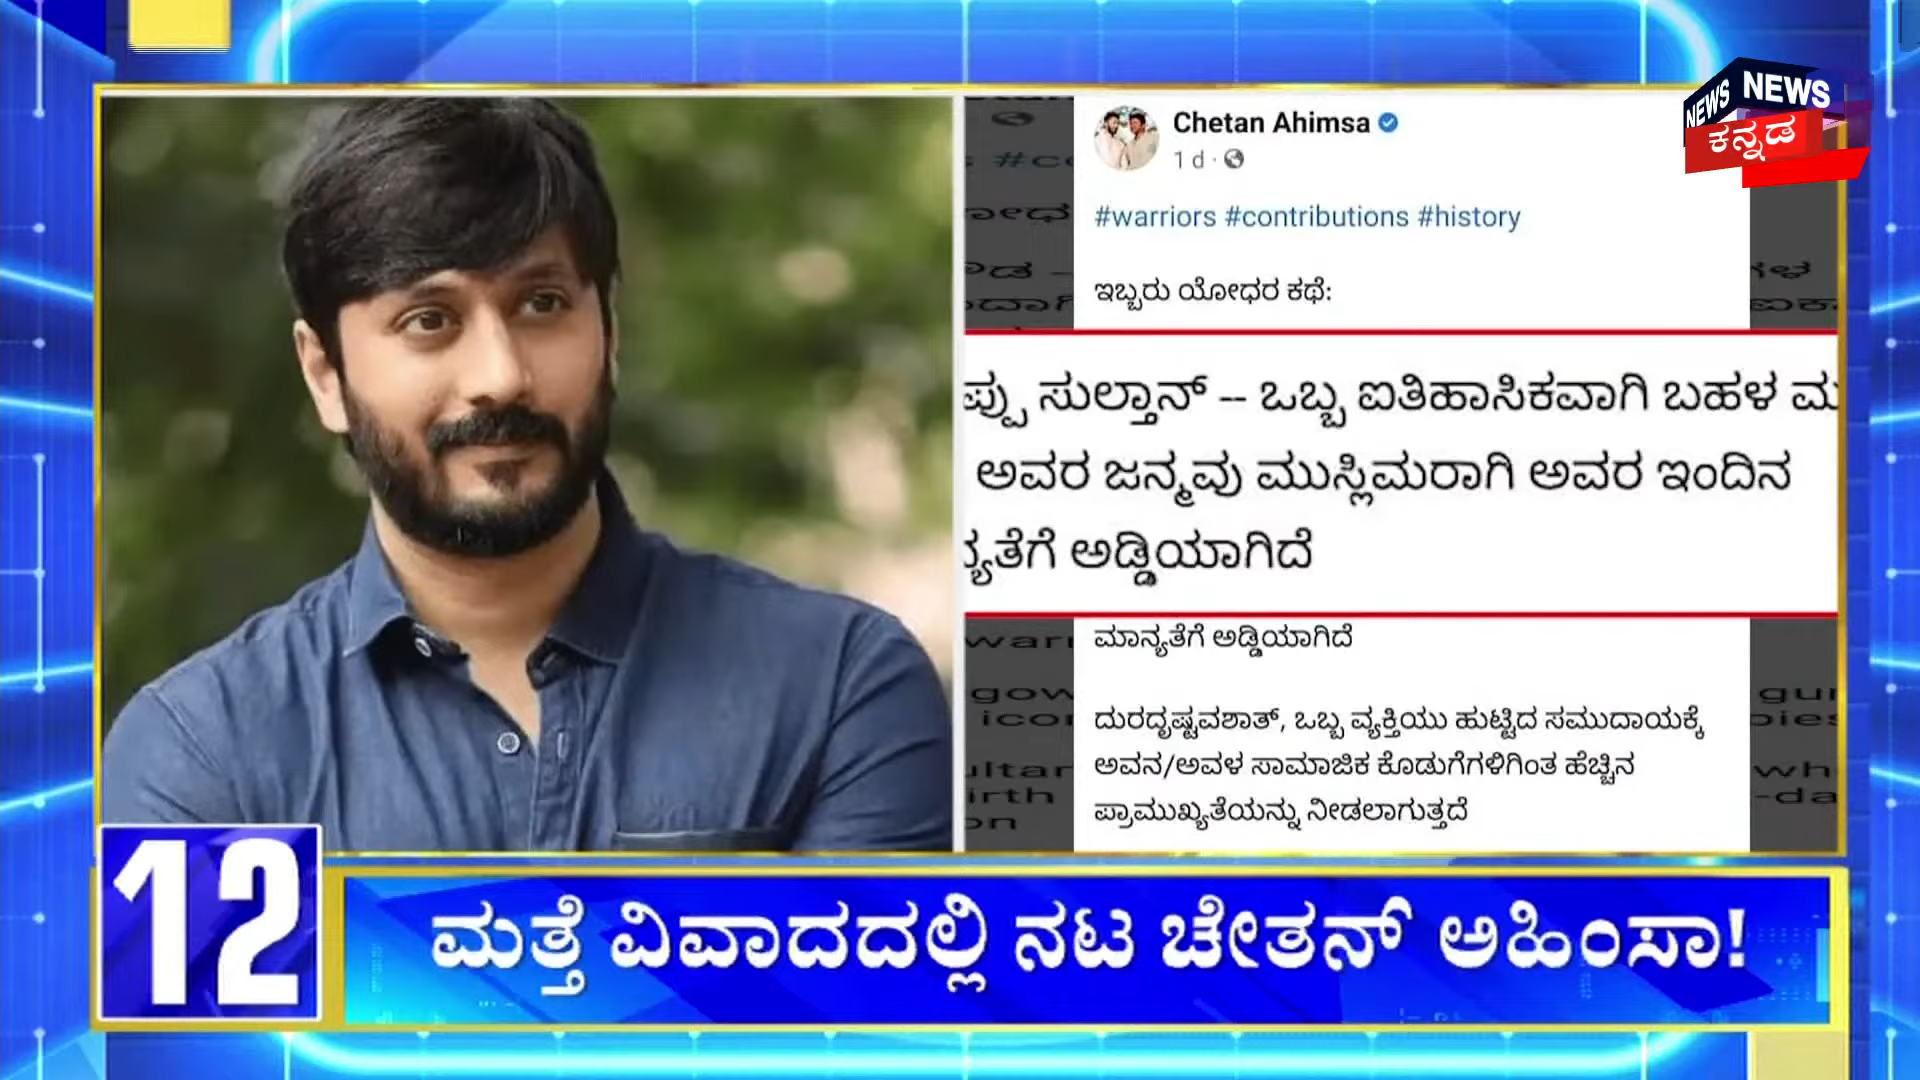 NEWS NEWS
ಕನ್ನಡ
Chetan Ahimsa
1 d
#warriors #contributions #history
ಇಬ್ಬರು ಯೋಧರ ಕಥೆ:
ಸುಲ್ತಾನ್ – ಒಬ್ಬ ಐತಿಹಾಸಿಕವಾಗಿ ಬಹಳ
ಅವರ ಜನ್ಮವು ಮುಸ್ಲಿಮರಾಗಿ ಅವರ ಇಂದಿನ
ಅಡ್ಡಿಯಾಗಿದೆ
ಮಾನ್ಯತೆಗೆ ಅಡ್ಡಿಯಾಗಿದೆ
ದುರದೃಷ್ಟವಶಾತ್, ಒಬ್ಬ ವ್ಯಕ್ತಿಯು ಹುಟ್ಟಿದ ಸಮುದಾಯಕ್ಕೆ
ಅವನ/ಅವಳ ಸಾಮಾಜಿಕ ಕೊಡುಗೆಗಳಿಗಿಂತ ಹೆಚ್ಚಿನ
ಪ್ರಾಮುಖ್ಯತೆಯನ್ನು ನೀಡಲಾಗುತ್ತದೆ
12
ಮತ್ತೆ ವಿವಾದದಲ್ಲಿ ನಟ ಚೇತನ್ ಅಹಿಂಸಾ!